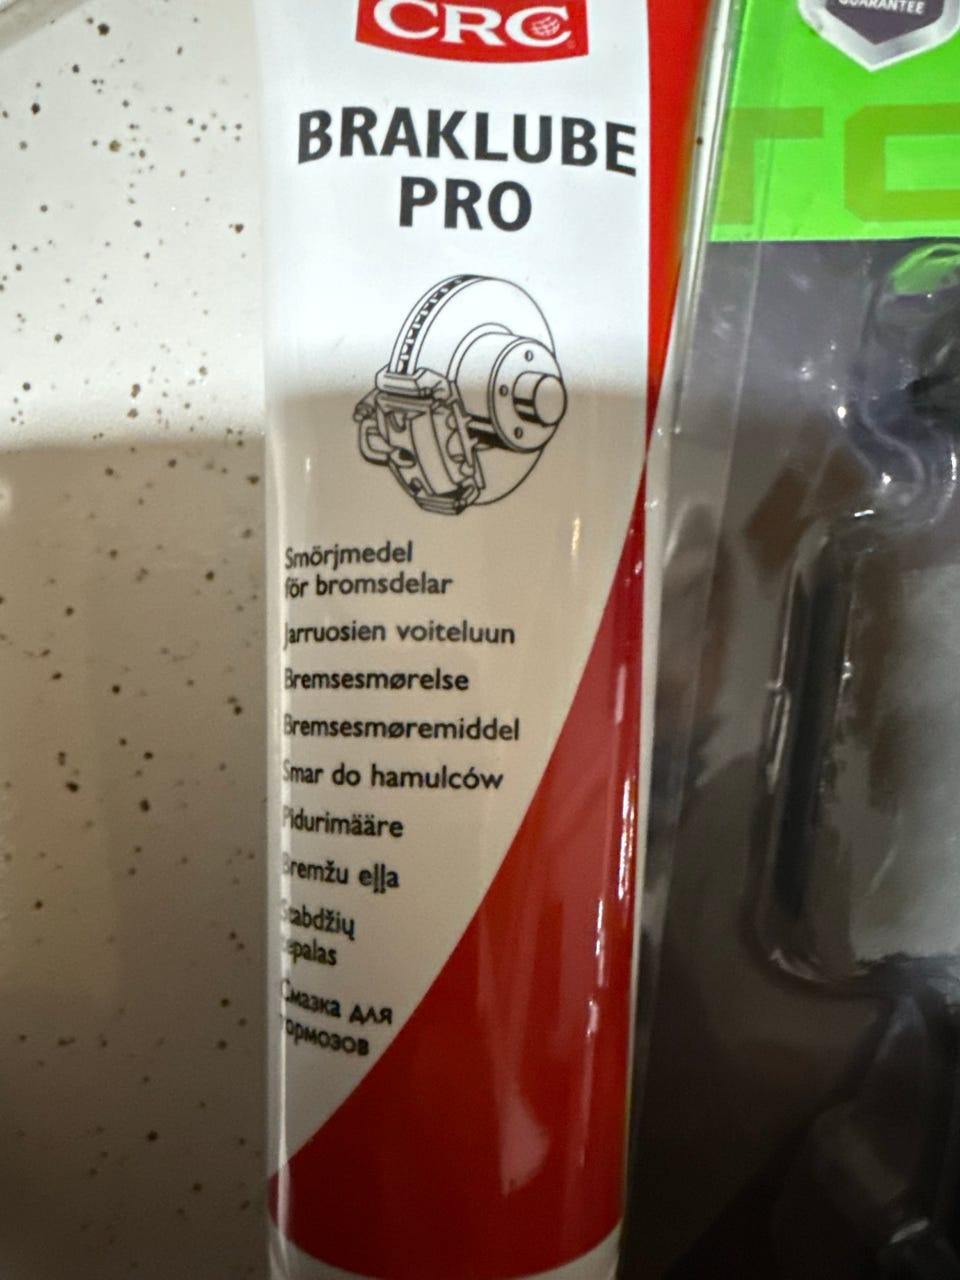 CRC
BRAKLUBE
PRO
Smörjmedel
för bromsdelar
Jarruosien voiteluun
Bremsesmørelse
Bremsesmøremiddel
Smar do hamulców
Pidurimääre
Bremžu eļļa
Stabdžių
tepalas
Смазка для
тормозов
GUARANTEE
TO